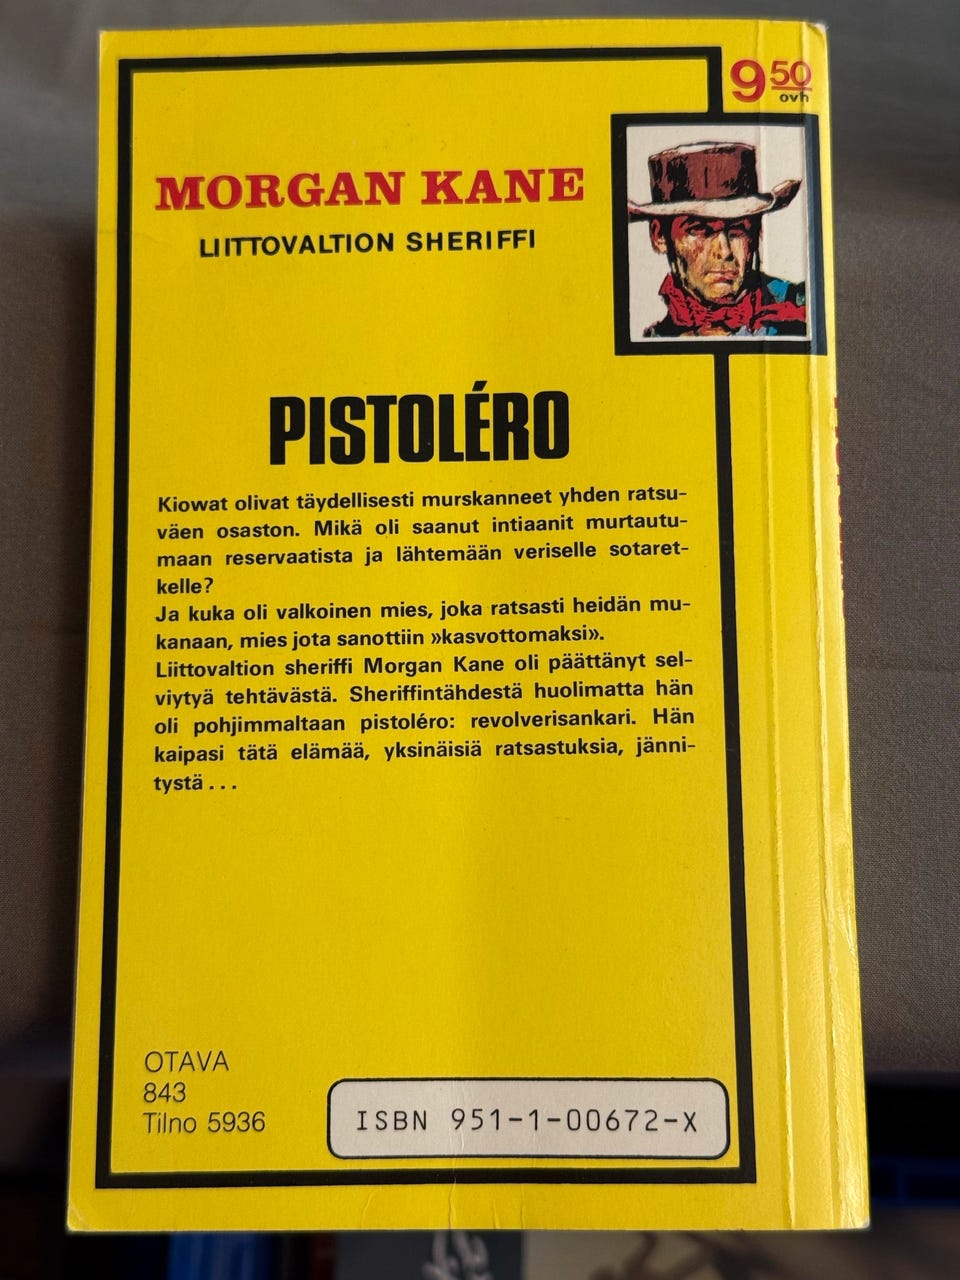 9 50
ovh
MORGAN KANE
LIITTOVALTION SHERIFFI
PISTOLÉRO
Kiowat olivat täydellisesti murskanneet yhden ratsu-
väen osaston. Mikä oli saanut intiaanit murtautu-
maan reservaatista ja lähtemään veriselle sotaret-
kelle?
Ja kuka oli valkoinen mies, joka ratsasti heidän mu-
kanaan, mies jota sanottiin »kasvottomaksi».
Liittovaltion sheriffi Morgan Kane oli päättänyt sel-
viytyä tehtävästä. Sheriffintähdestä huolimatta hän
oli pohjimmaltaan pistoléro: revolverisankari. Hän
kaipasi tätä elämää, yksinäisiä ratsastuksia, jänni-
tystä . . .
OTAVA
843
Tilno 5936
ISBN 951-1-00672-X